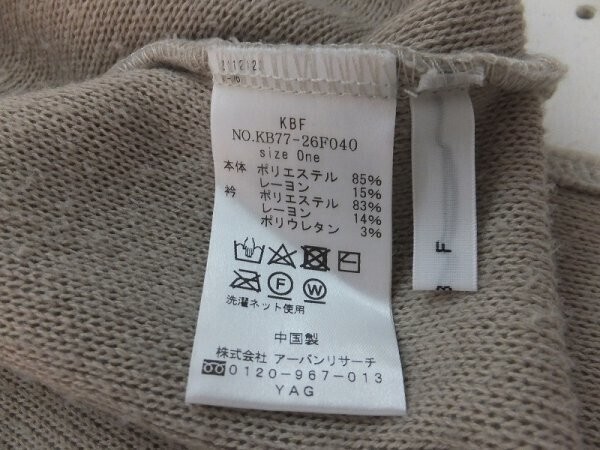 KBF
NO.KB77-26F040
size One
本体 ポリエステル 85%
レーヨン 15%
衿 ポリエステル 83%
レーヨン 14%
ポリウレタン 3%
F
W
洗濯ネット使用
中国製
株式会社 アーバンリサーチ
0120-967-013
YAG
F